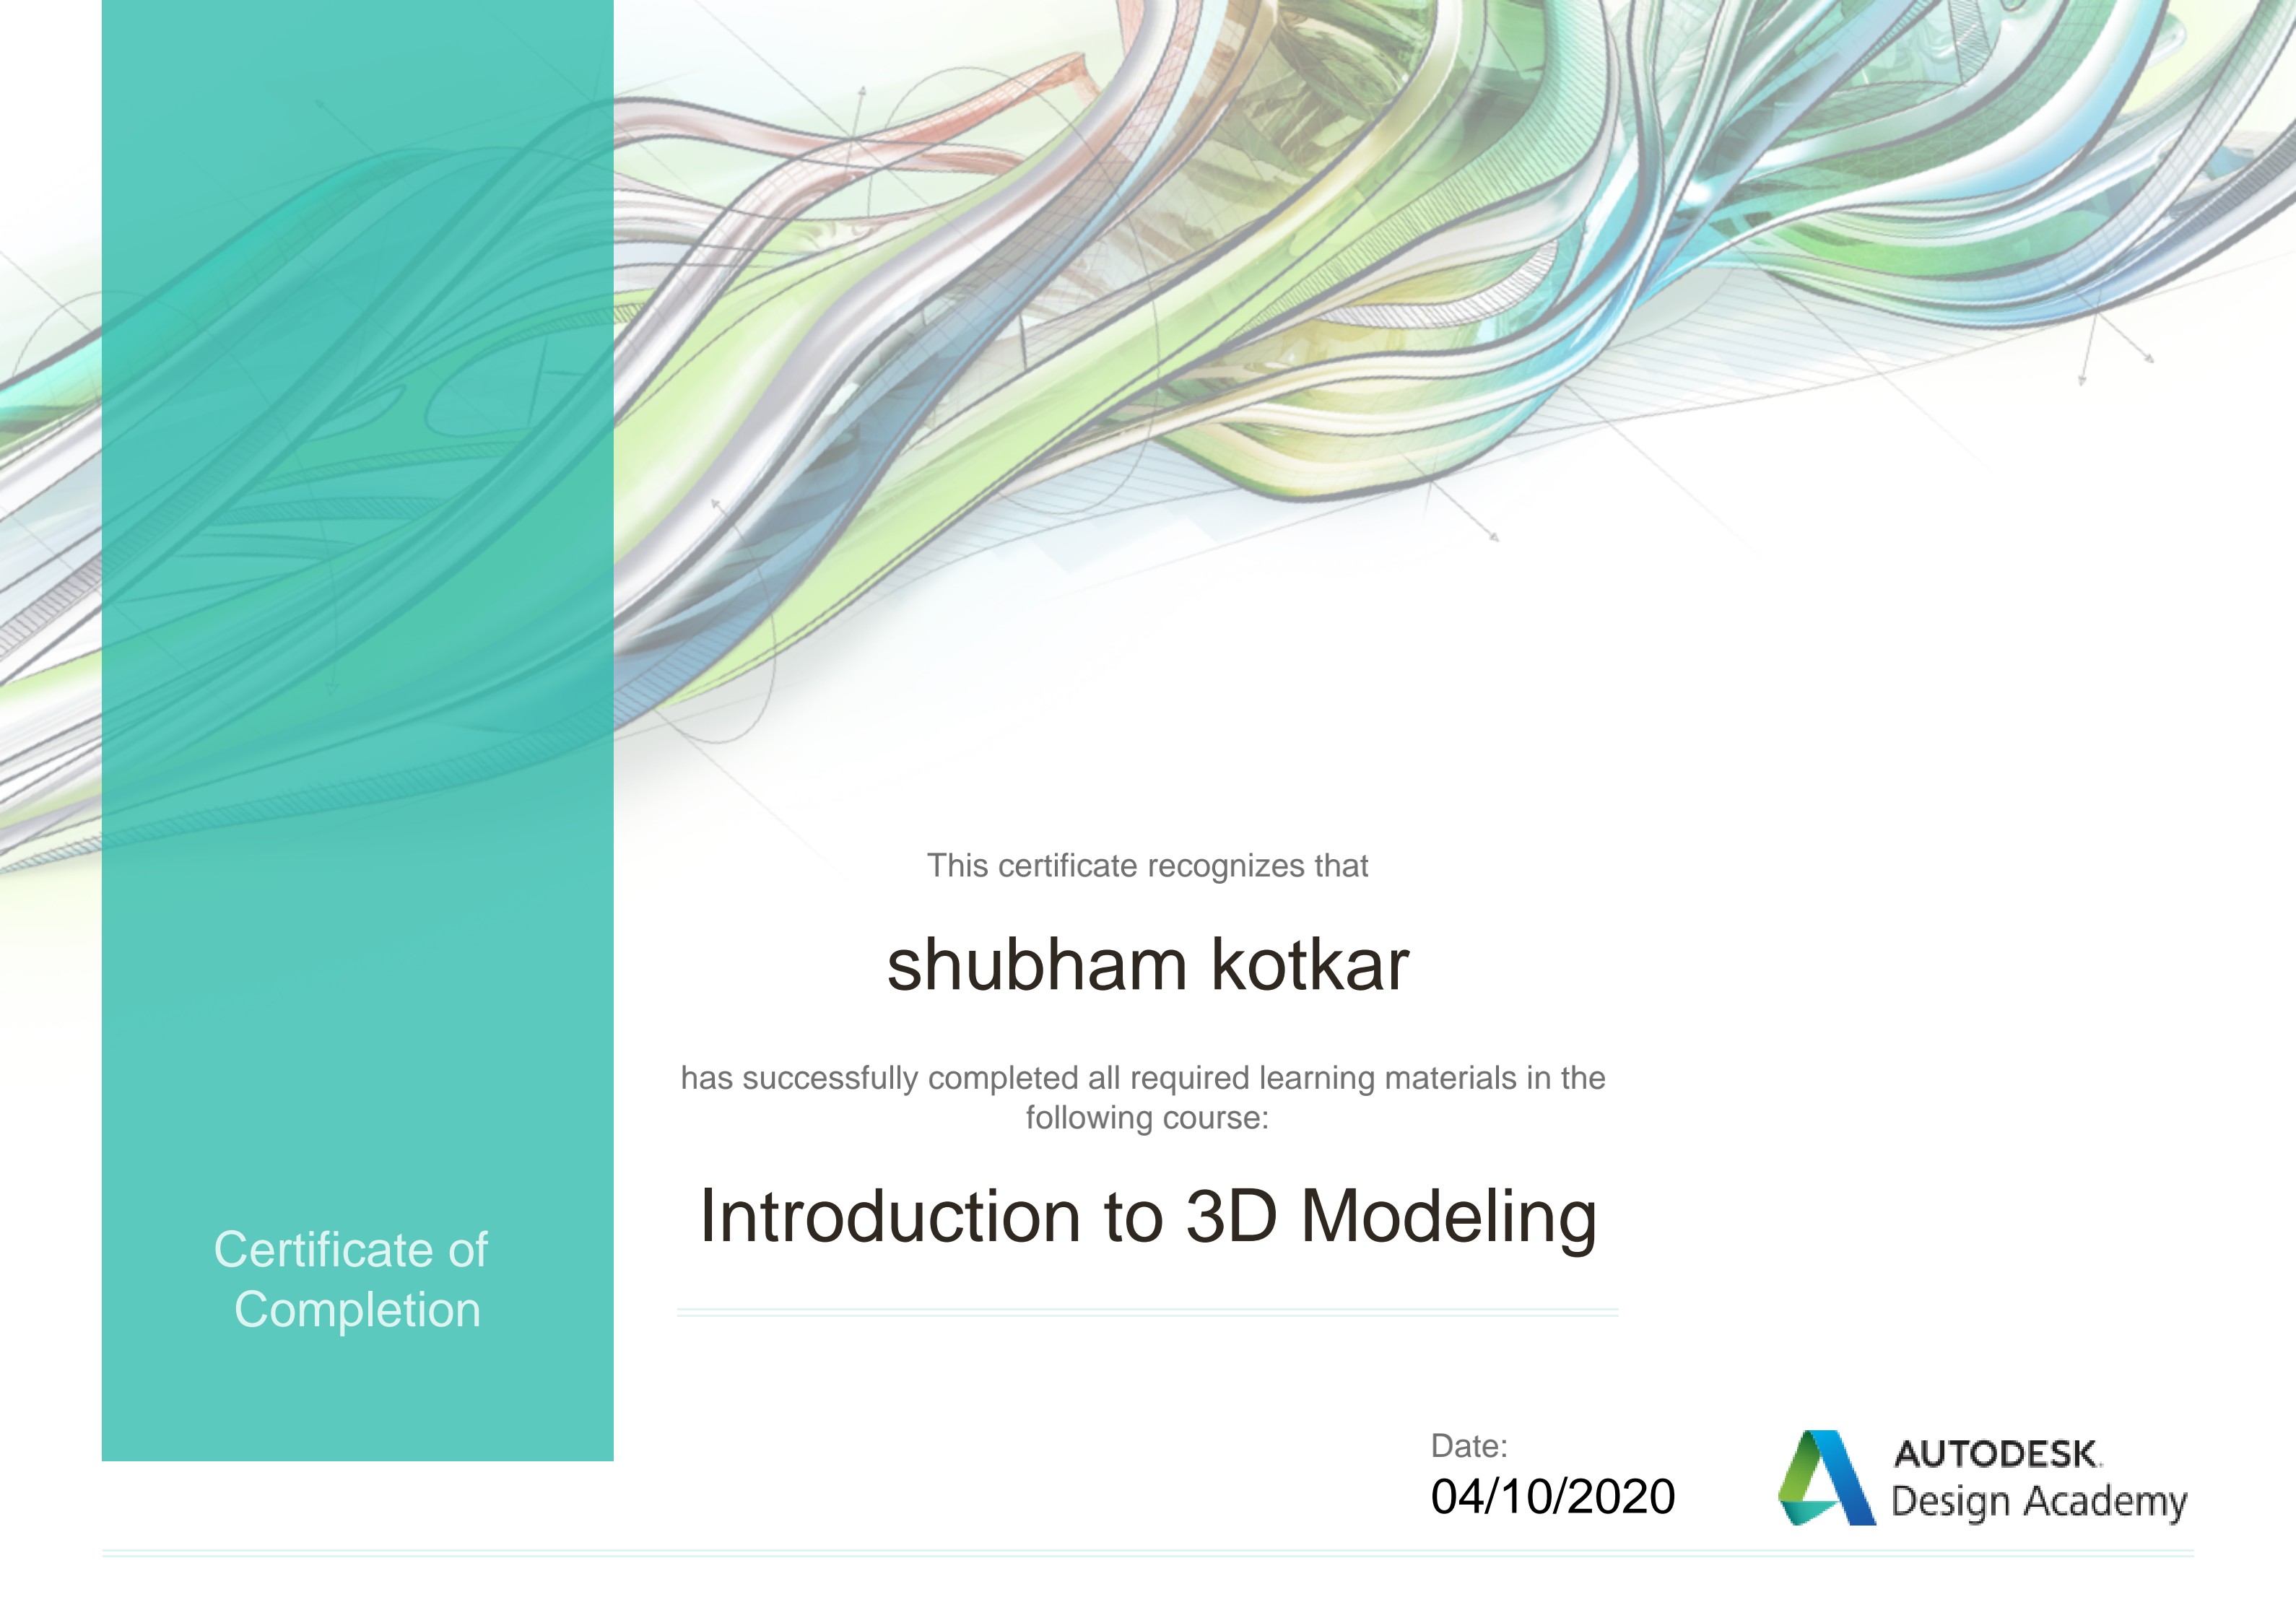 This certificate recognizes that
shubham kotkar
has successfully completed all required learning materials in the
following course:
Introduction to 3D Modeling
Certificate of
Completion
Date:
04/10/2020
AUTODESK.
Design Academy